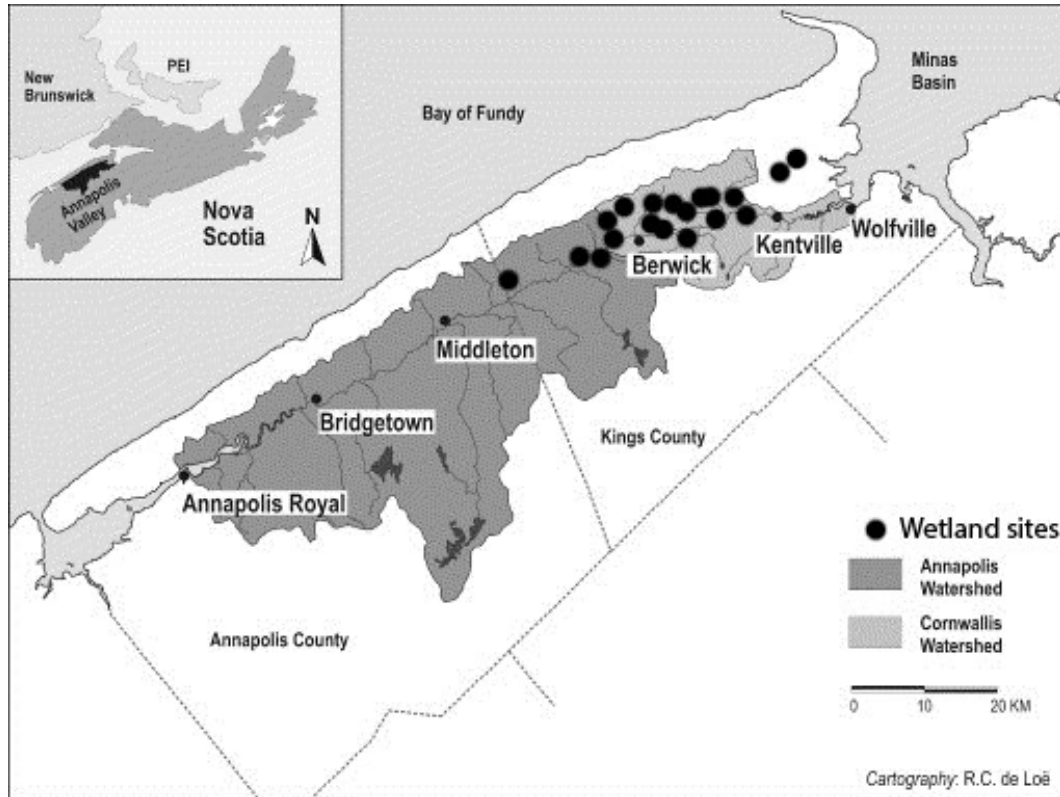 PEI
New
Brunswick
Annapolis
Valley
Nova
Scotia
N
Bay of Fundy
Minas
Basin
Wolfville
Kentville
Berwick
Middleton
Bridgetown
Annapolis Royal
Kings County
Annapolis County
Wetland sites
Annapolis
Watershed
Cornwallis
Watershed
0 10 20 KM
Cartography: R.C. de Loë